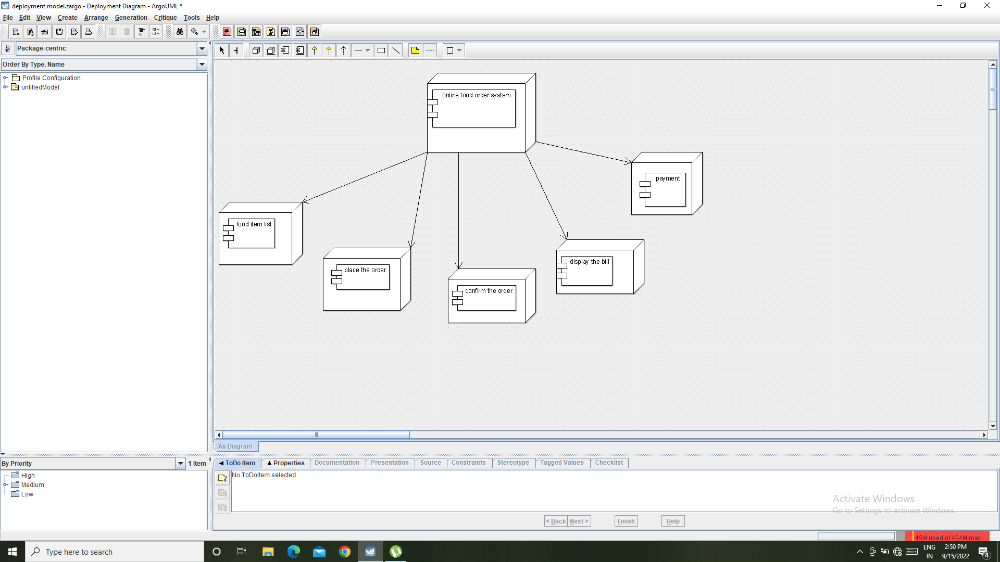 deployment model.zargo - Deployment Diagram - ArgoUML *
File Edit View Create Arrange Generation Critique Tools Help
Package-centric
Order By Type, Name
Profile Configuration
untitledModel
online food order system
payment
food item list
display the bill
place the order
confirm the order
As Diagram
By Priority
1 Item
High
Medium
Low
ToDo Item Properties Documentation Presentation Source Constraints Stereotype Tagged Values Checklist
No ToDoItem selected
Activate Windows
Go to Settings to activate Windows.
< Back Next > Finish Help
45M used of 494M max
Type here to search
ENG
IN
2:50 PM
9/15/2022
4